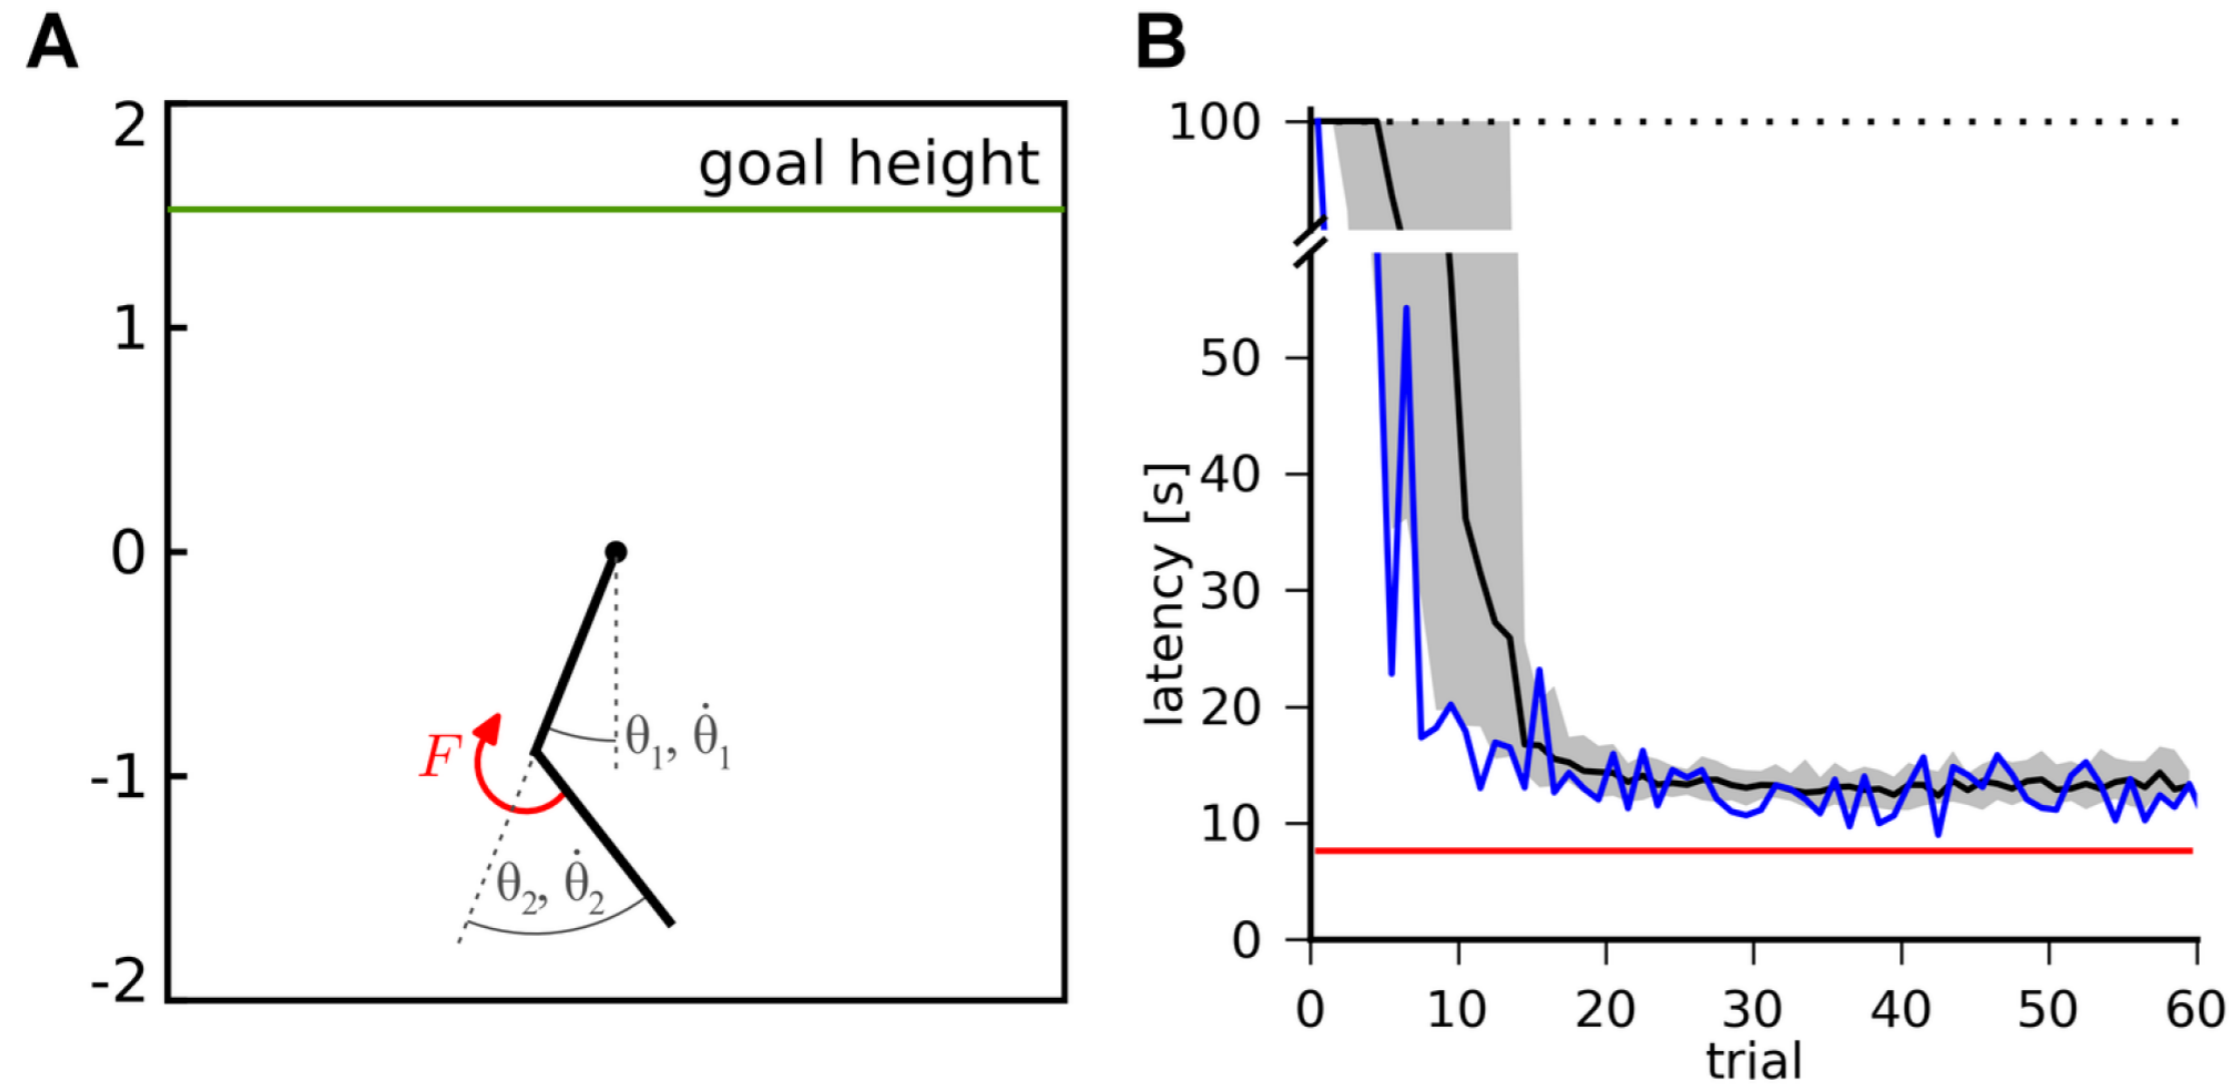 A
2
goal height
1
0
-1
-2
F
θ1, θ̇1
θ2, θ̇2
B
100
50
40
30
20
10
0
latency [s]
0 10 20 30 40 50 60
trial